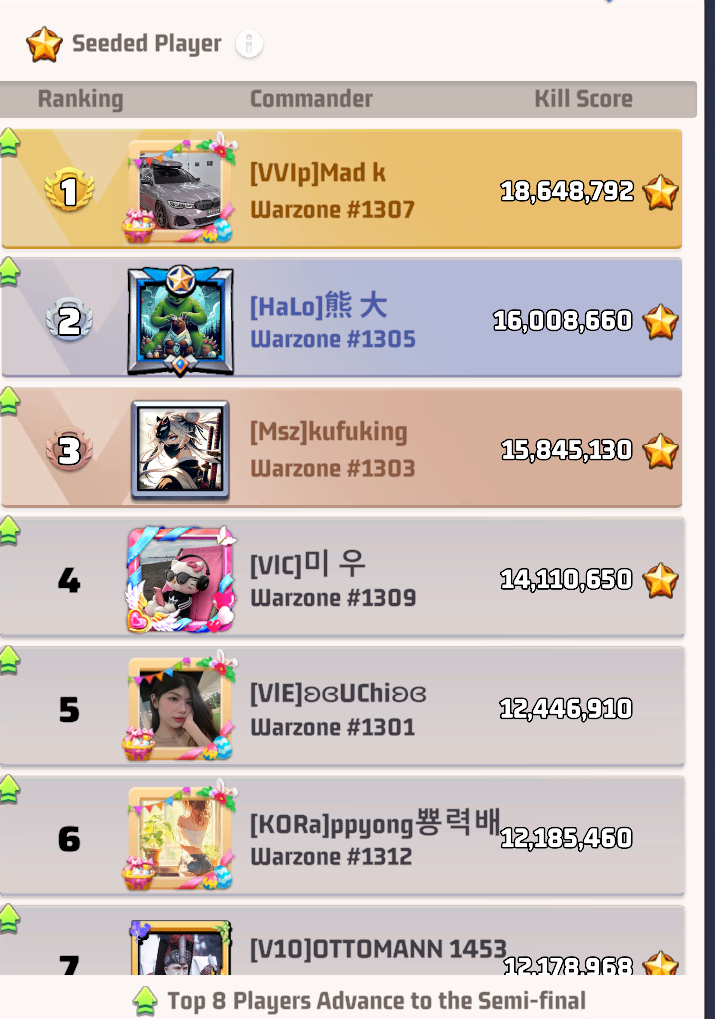 Seeded Player
Ranking Commander Kill Score
1 [VVIp]Mad k 18,648,792
Warzone #1307
2 [HaLo]熊 大 16,008,660
Warzone #1305
3 [Msz]kufuking 15,845,130
Warzone #1303
4 [VlC]미 우 14,110,650
Warzone #1309
5 [VlE]ʚɞUChiʚɞ 12,446,910
Warzone #1301
6 [KORa]ppyong뿅력배 12,185,460
Warzone #1312
7 [V10]OTTOMANN 1453 12,178,968
Top 8 Players Advance to the Semi-final